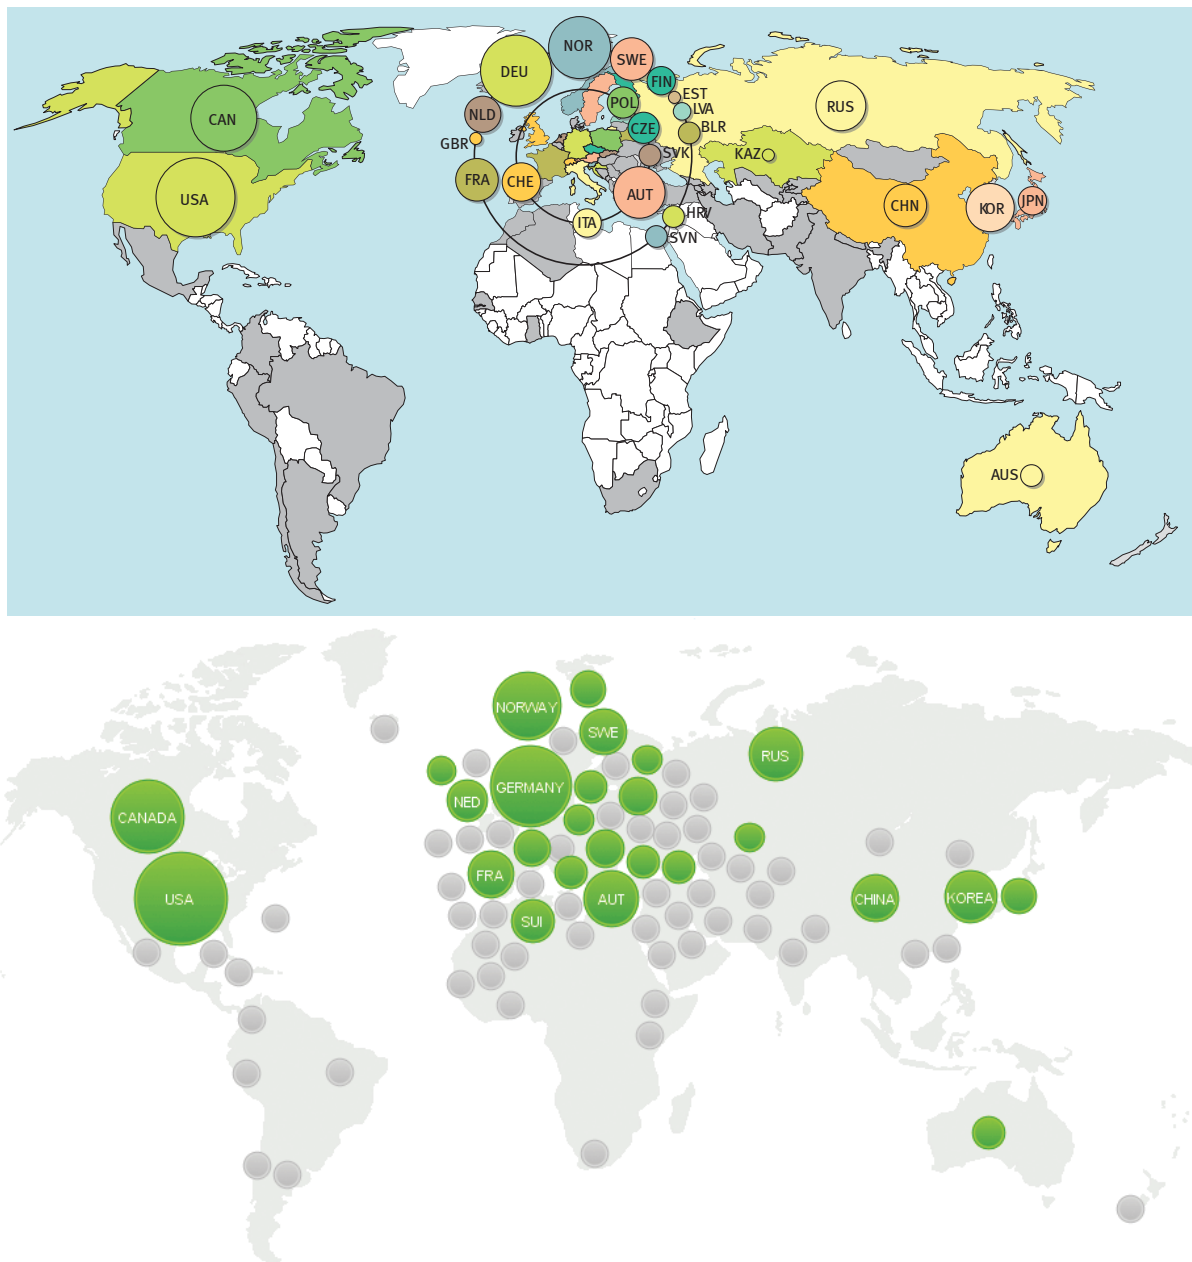 NOR
SWE
DEU
FIN
EST
POL
LVA
RUS
NLD
CAN
CZE
BLR
GBR
SVK
KAZ
FRA
CHE
AUT
USA
CHN
KOR
JPN
ITA
HRV
SVN
AUS
NORWAY
SWE
RUS
GERMANY
NED
CANADA
FRA
USA
AUT
CHINA
KOREA
SUI